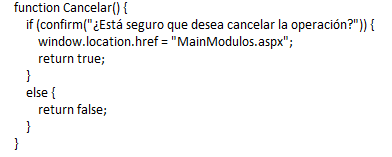 function Cancelar() {
if (confirm("¿Está seguro que desea cancelar la operación?")) {
window.location.href = "MainModulos.aspx";
return true;
}
else {
return false;
}
}